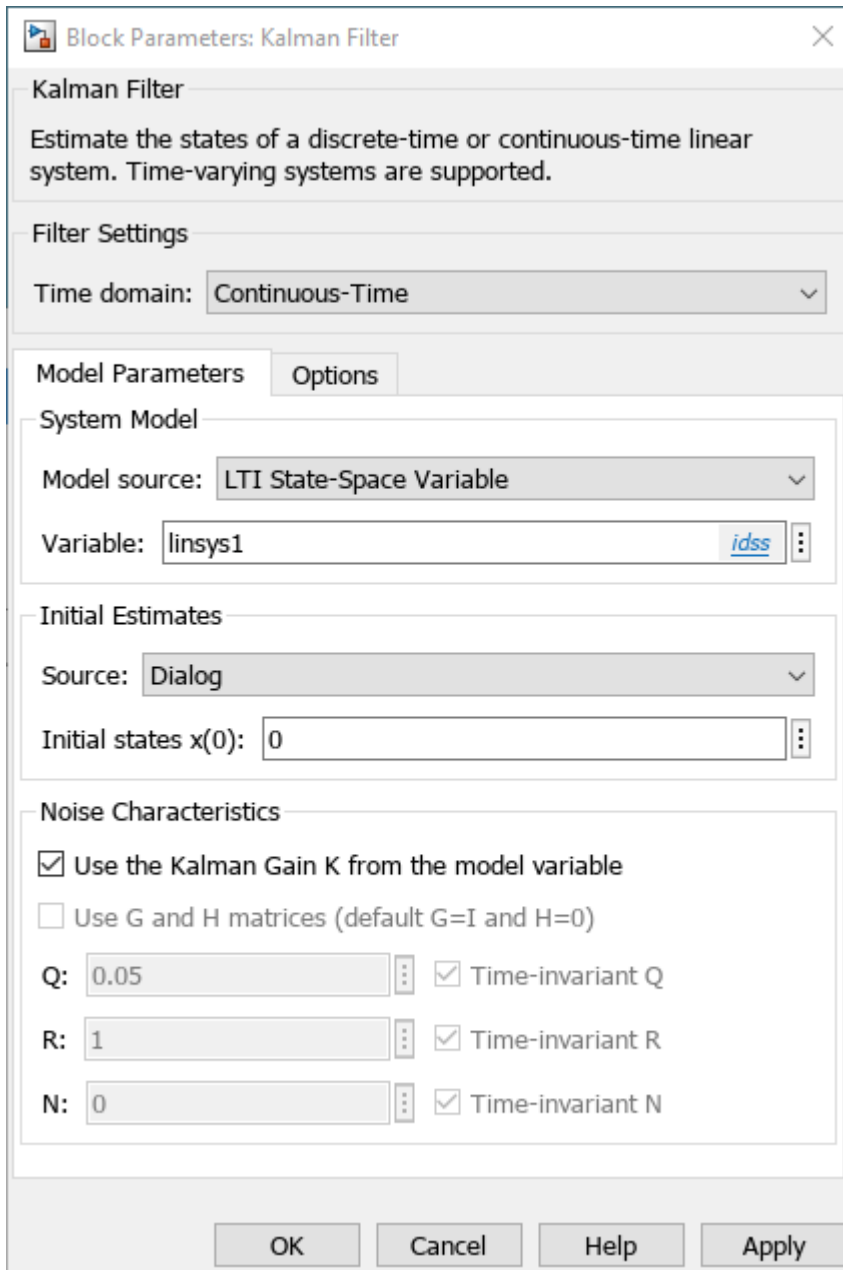 Block Parameters: Kalman Filter
Kalman Filter
Estimate the states of a discrete-time or continuous-time linear
system. Time-varying systems are supported.
Filter Settings
Time domain: Continuous-Time
Model Parameters Options
System Model
Model source: LTI State-Space Variable
Variable: linsys1 idss
Initial Estimates
Source: Dialog
Initial states x(0): 0
Noise Characteristics
Use the Kalman Gain K from the model variable
Use G and H matrices (default G=I and H=0)
Q: 0.05 Time-invariant Q
R: 1 Time-invariant R
N: 0 Time-invariant N
OK Cancel Help Apply